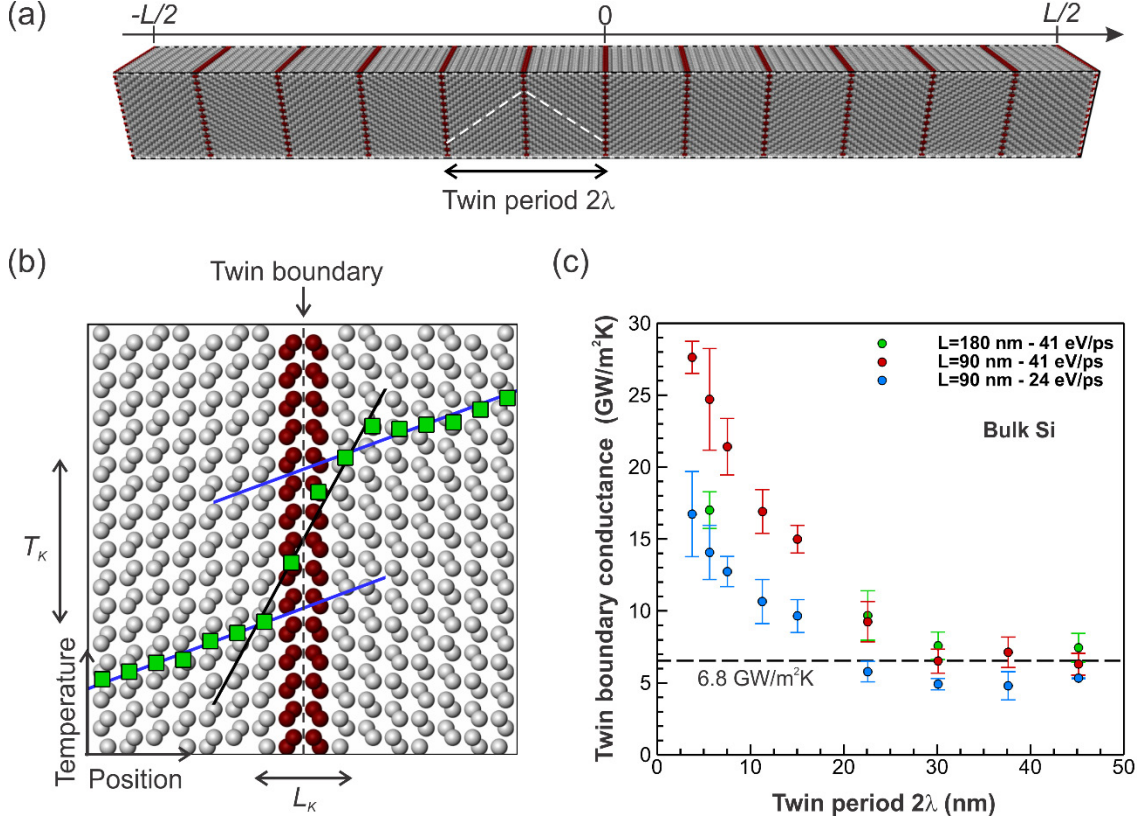 (a)
-L/2
0
L/2
Twin period 2λ
(b)
Twin boundary
T_K
Temperature
Position
L_K
(c)
Twin boundary conductance (GW/m²K)
30
25
20
15
10
5
0
L=180 nm - 41 eV/ps
L=90 nm - 41 eV/ps
L=90 nm - 24 eV/ps
Bulk Si
6.8 GW/m²K
0 10 20 30 40 50
Twin period 2λ (nm)